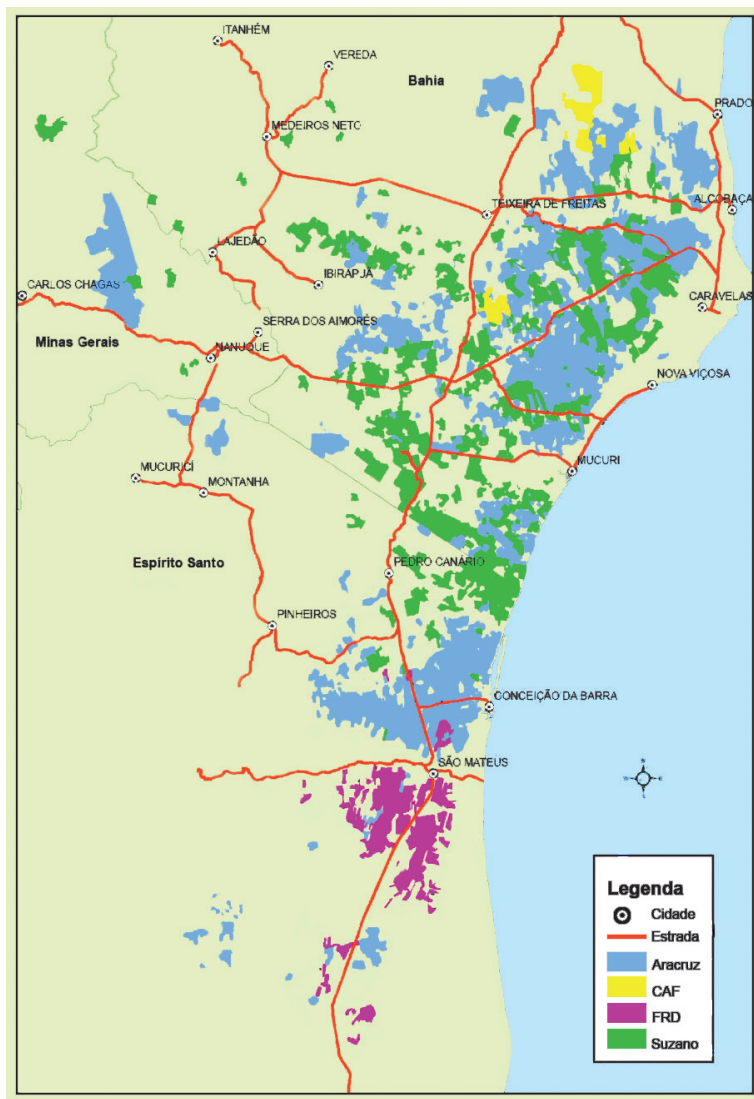 ITANHÉM
VEREDA
Bahia
PRADO
MEDEIROS NETO
ALCOBAÇA
TEIXEIRA DE FREITAS
LAJEDÃO
IBIRAPUÃ
CARLOS CHAGAS
CARAVELAS
SERRA DOS AIMORÉS
Minas Gerais
NANUQUE
NOVA VIÇOSA
MUCURICÍ
MUCURI
MONTANHA
Espírito Santo
PEDRO CANÁRIO
PINHEIROS
CONCEIÇÃO DA BARRA
SÃO MATEUS
N
W
E
S
Legenda
Cidade
Estrada
Aracruz
CAF
FRD
Suzano